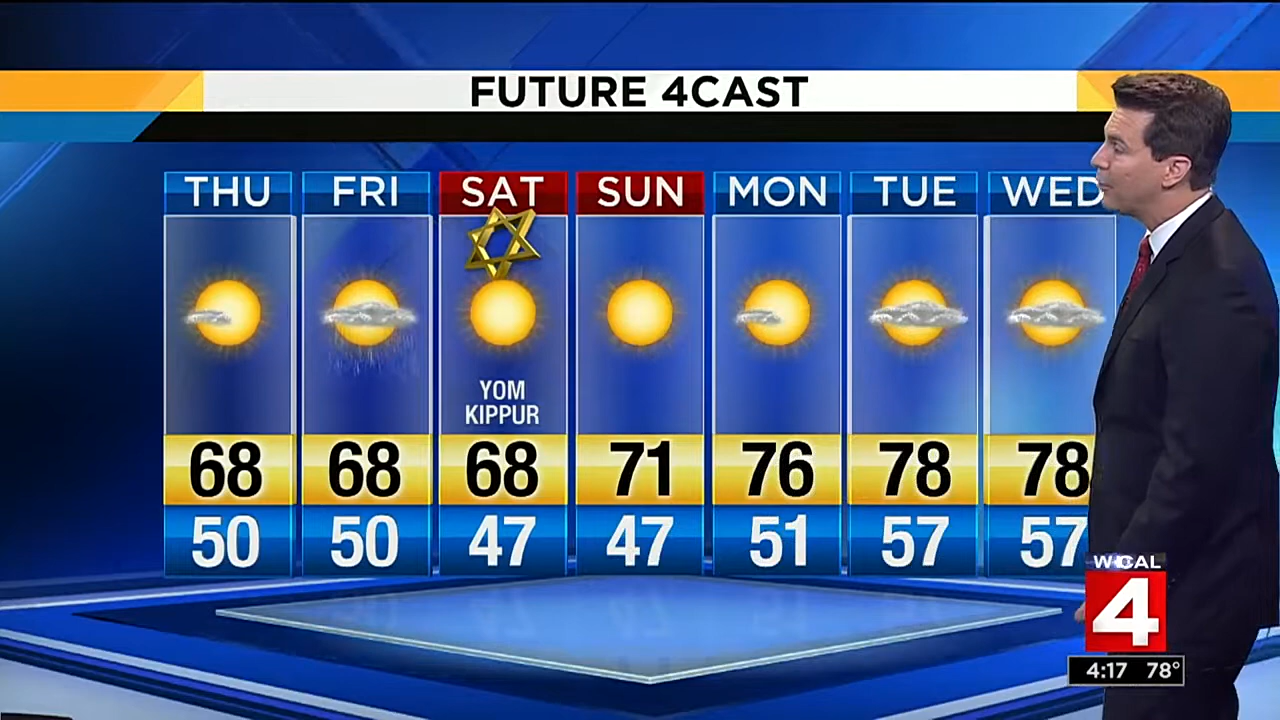 FUTURE 4CAST
THU FRI SAT SUN MON TUE WED
YOM
KIPPUR
68 68 68 71 76 78 78
50 50 47 47 51 57 57
4
4:17 78°